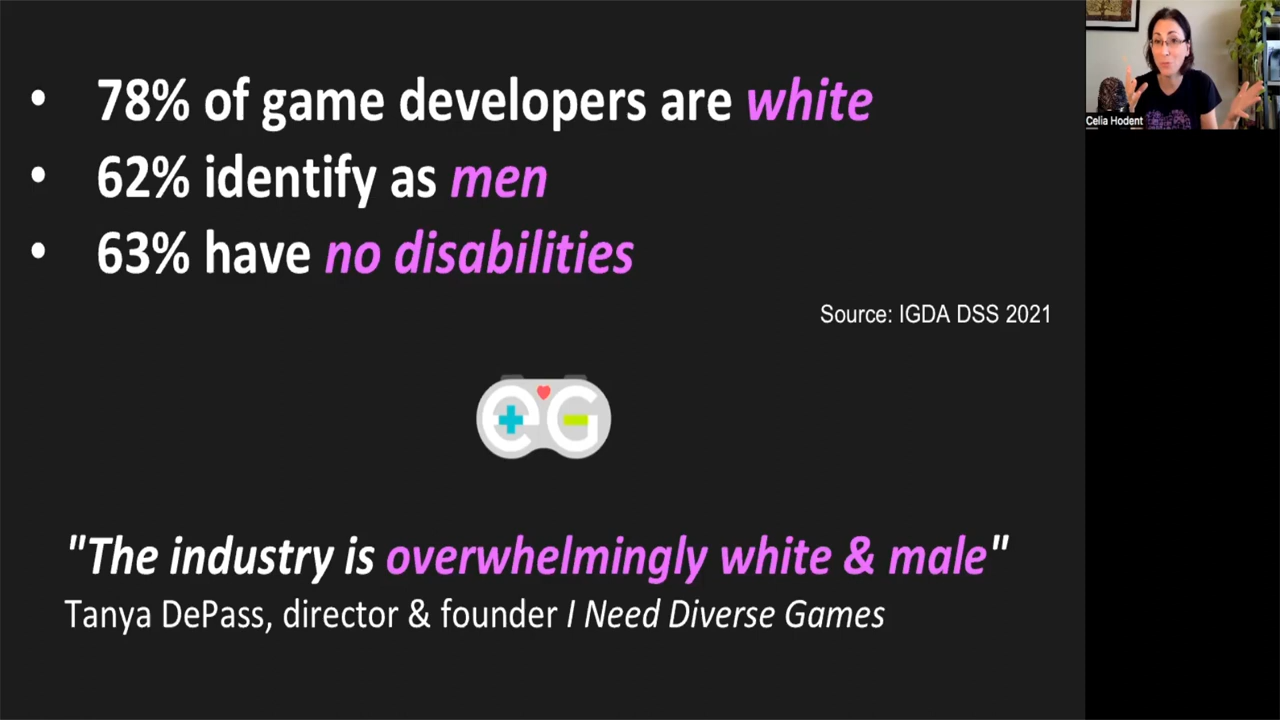 • 78% of game developers are white
• 62% identify as men
• 63% have no disabilities
Source: IGDA DSS 2021
eG
"The industry is overwhelmingly white & male"
Tanya DePass, director & founder I Need Diverse Games
Celia Hodent